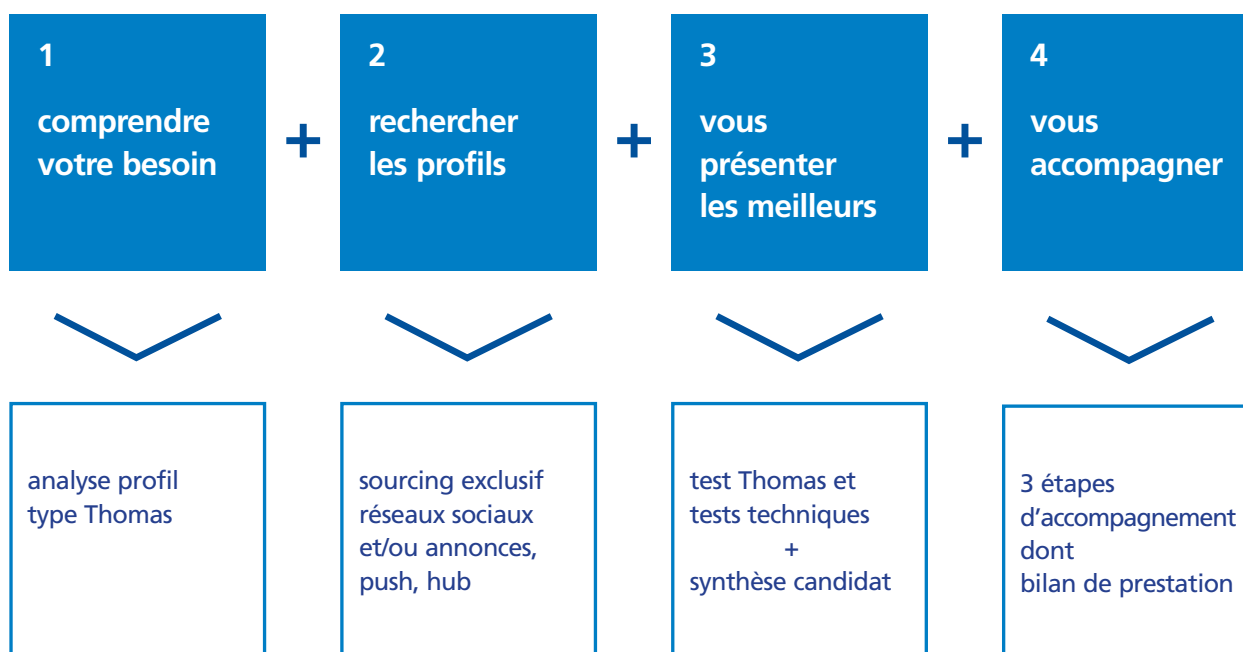 1
comprendre
votre besoin
+
2
rechercher
les profils
+
3
vous
présenter
les meilleurs
+
4
vous
accompagner
analyse profil
type Thomas
sourcing exclusif
réseaux sociaux
et/ou annonces,
push, hub
test Thomas et
tests techniques
+
synthèse candidat
3 étapes
d’accompagnement
dont
bilan de prestation